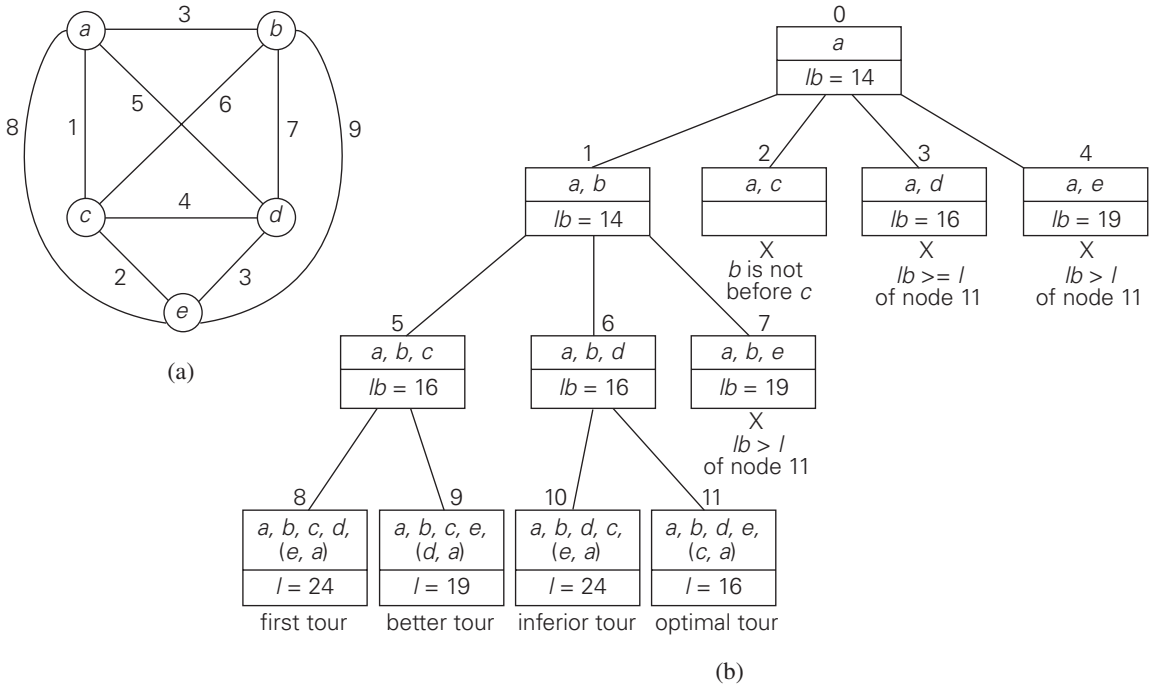 a
3
b
8
5
6
1
7
9
c
4
d
2
3
e
(a)
0
a
lb = 14
1
a, b
lb = 14
2
a, c
X
b is not
before c
3
a, d
lb = 16
X
lb >= l
of node 11
4
a, e
lb = 19
X
lb > l
of node 11
5
a, b, c
lb = 16
6
a, b, d
lb = 16
7
a, b, e
lb = 19
X
lb > l
of node 11
8
a, b, c, d,
(e, a)
l = 24
first tour
9
a, b, c, e,
(d, a)
l = 19
better tour
10
a, b, d, c,
(e, a)
l = 24
inferior tour
11
a, b, d, e,
(c, a)
l = 16
optimal tour
(b)